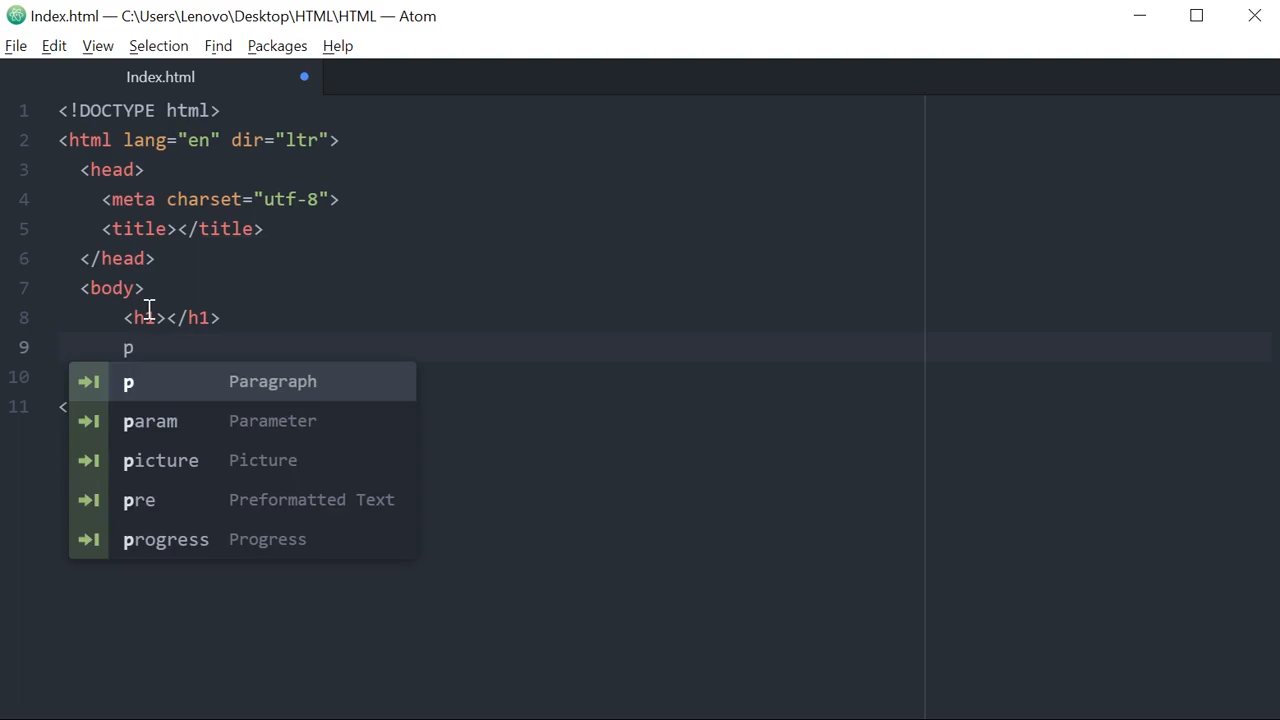 Index.html — C:\Users\Lenovo\Desktop\HTML\HTML — Atom
File Edit View Selection Find Packages Help
Index.html
1 <!DOCTYPE html>
2 <html lang="en" dir="ltr">
3 <head>
4 <meta charset="utf-8">
5 <title></title>
6 </head>
7 <body>
8 <h1></h1>
9 p
p Paragraph
10
param Parameter
11 <
picture Picture
pre Preformatted Text
progress Progress